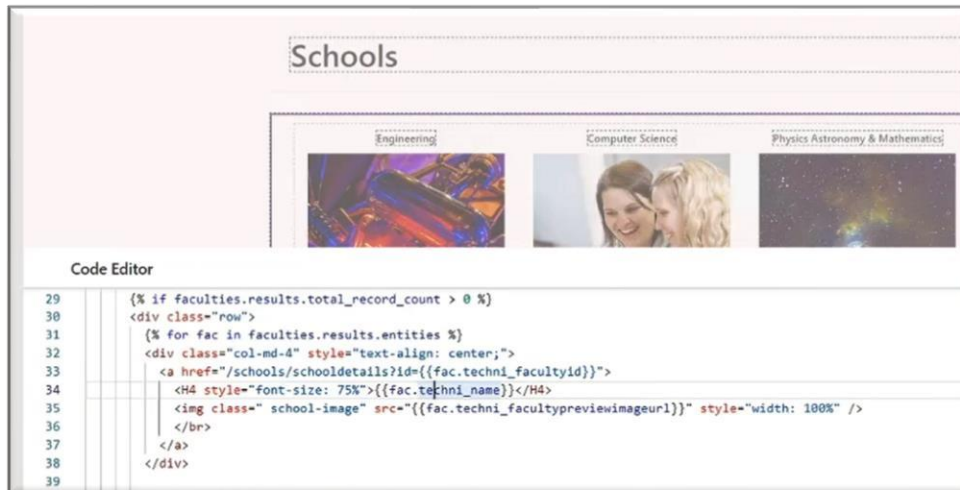 Schools
Engineering
Computer Science
Physics Astronomy & Mathematics
Code Editor
29 {% if faculties.results.total_record_count > 0 %}
30 <div class="row">
31 {% for fac in faculties.results.entities %}
32 <div class="col-md-4" style="text-align: center;">
33 <a href="/schools/schooldetails?id={{fac.techni_facultyid}}">
34 <H4 style="font-size: 75%">{{fac.techni_name}}</H4>
35 <img class=" school-image" src="{{fac.techni_facultypreviewimageurl}}" style="width: 100%" />
36 </br>
37 </a>
38 </div>
39